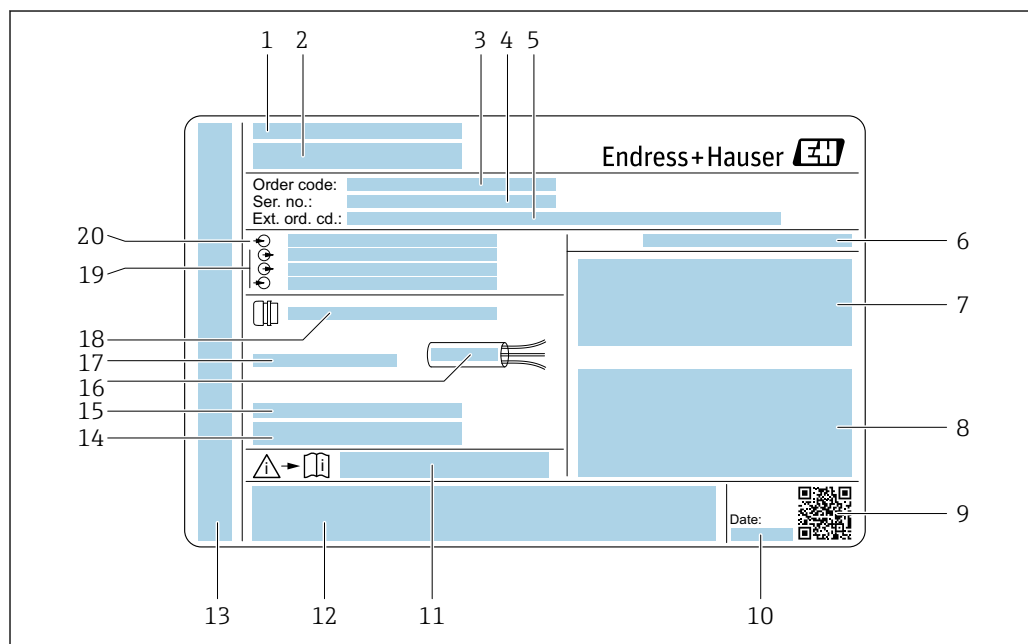 1 2 3 4 5
Endress+Hauser EH
Order code:
Ser. no.:
Ext. ord. cd.:
20
6
19
7
18
17
16
15
8
14
i i
Date:
9
13 12 11 10